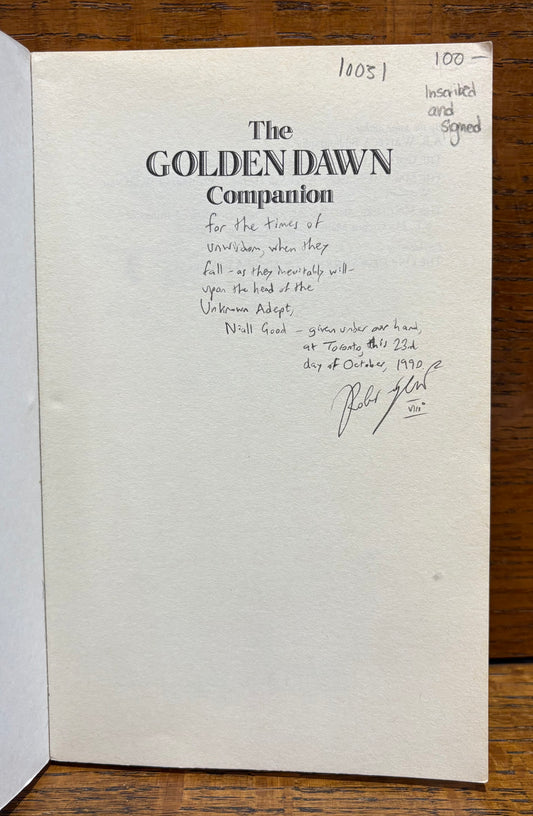 10051
100-
Inscribed
and
signed
The
GOLDEN DAWN
Companion
for the times of
unwisdom, when they
fall - as they inevitably will -
upon the head of the
Unknown Adept,
Niall Good - given under our hand,
at Toronto, this 23rd
day of October, 1990
VIII°